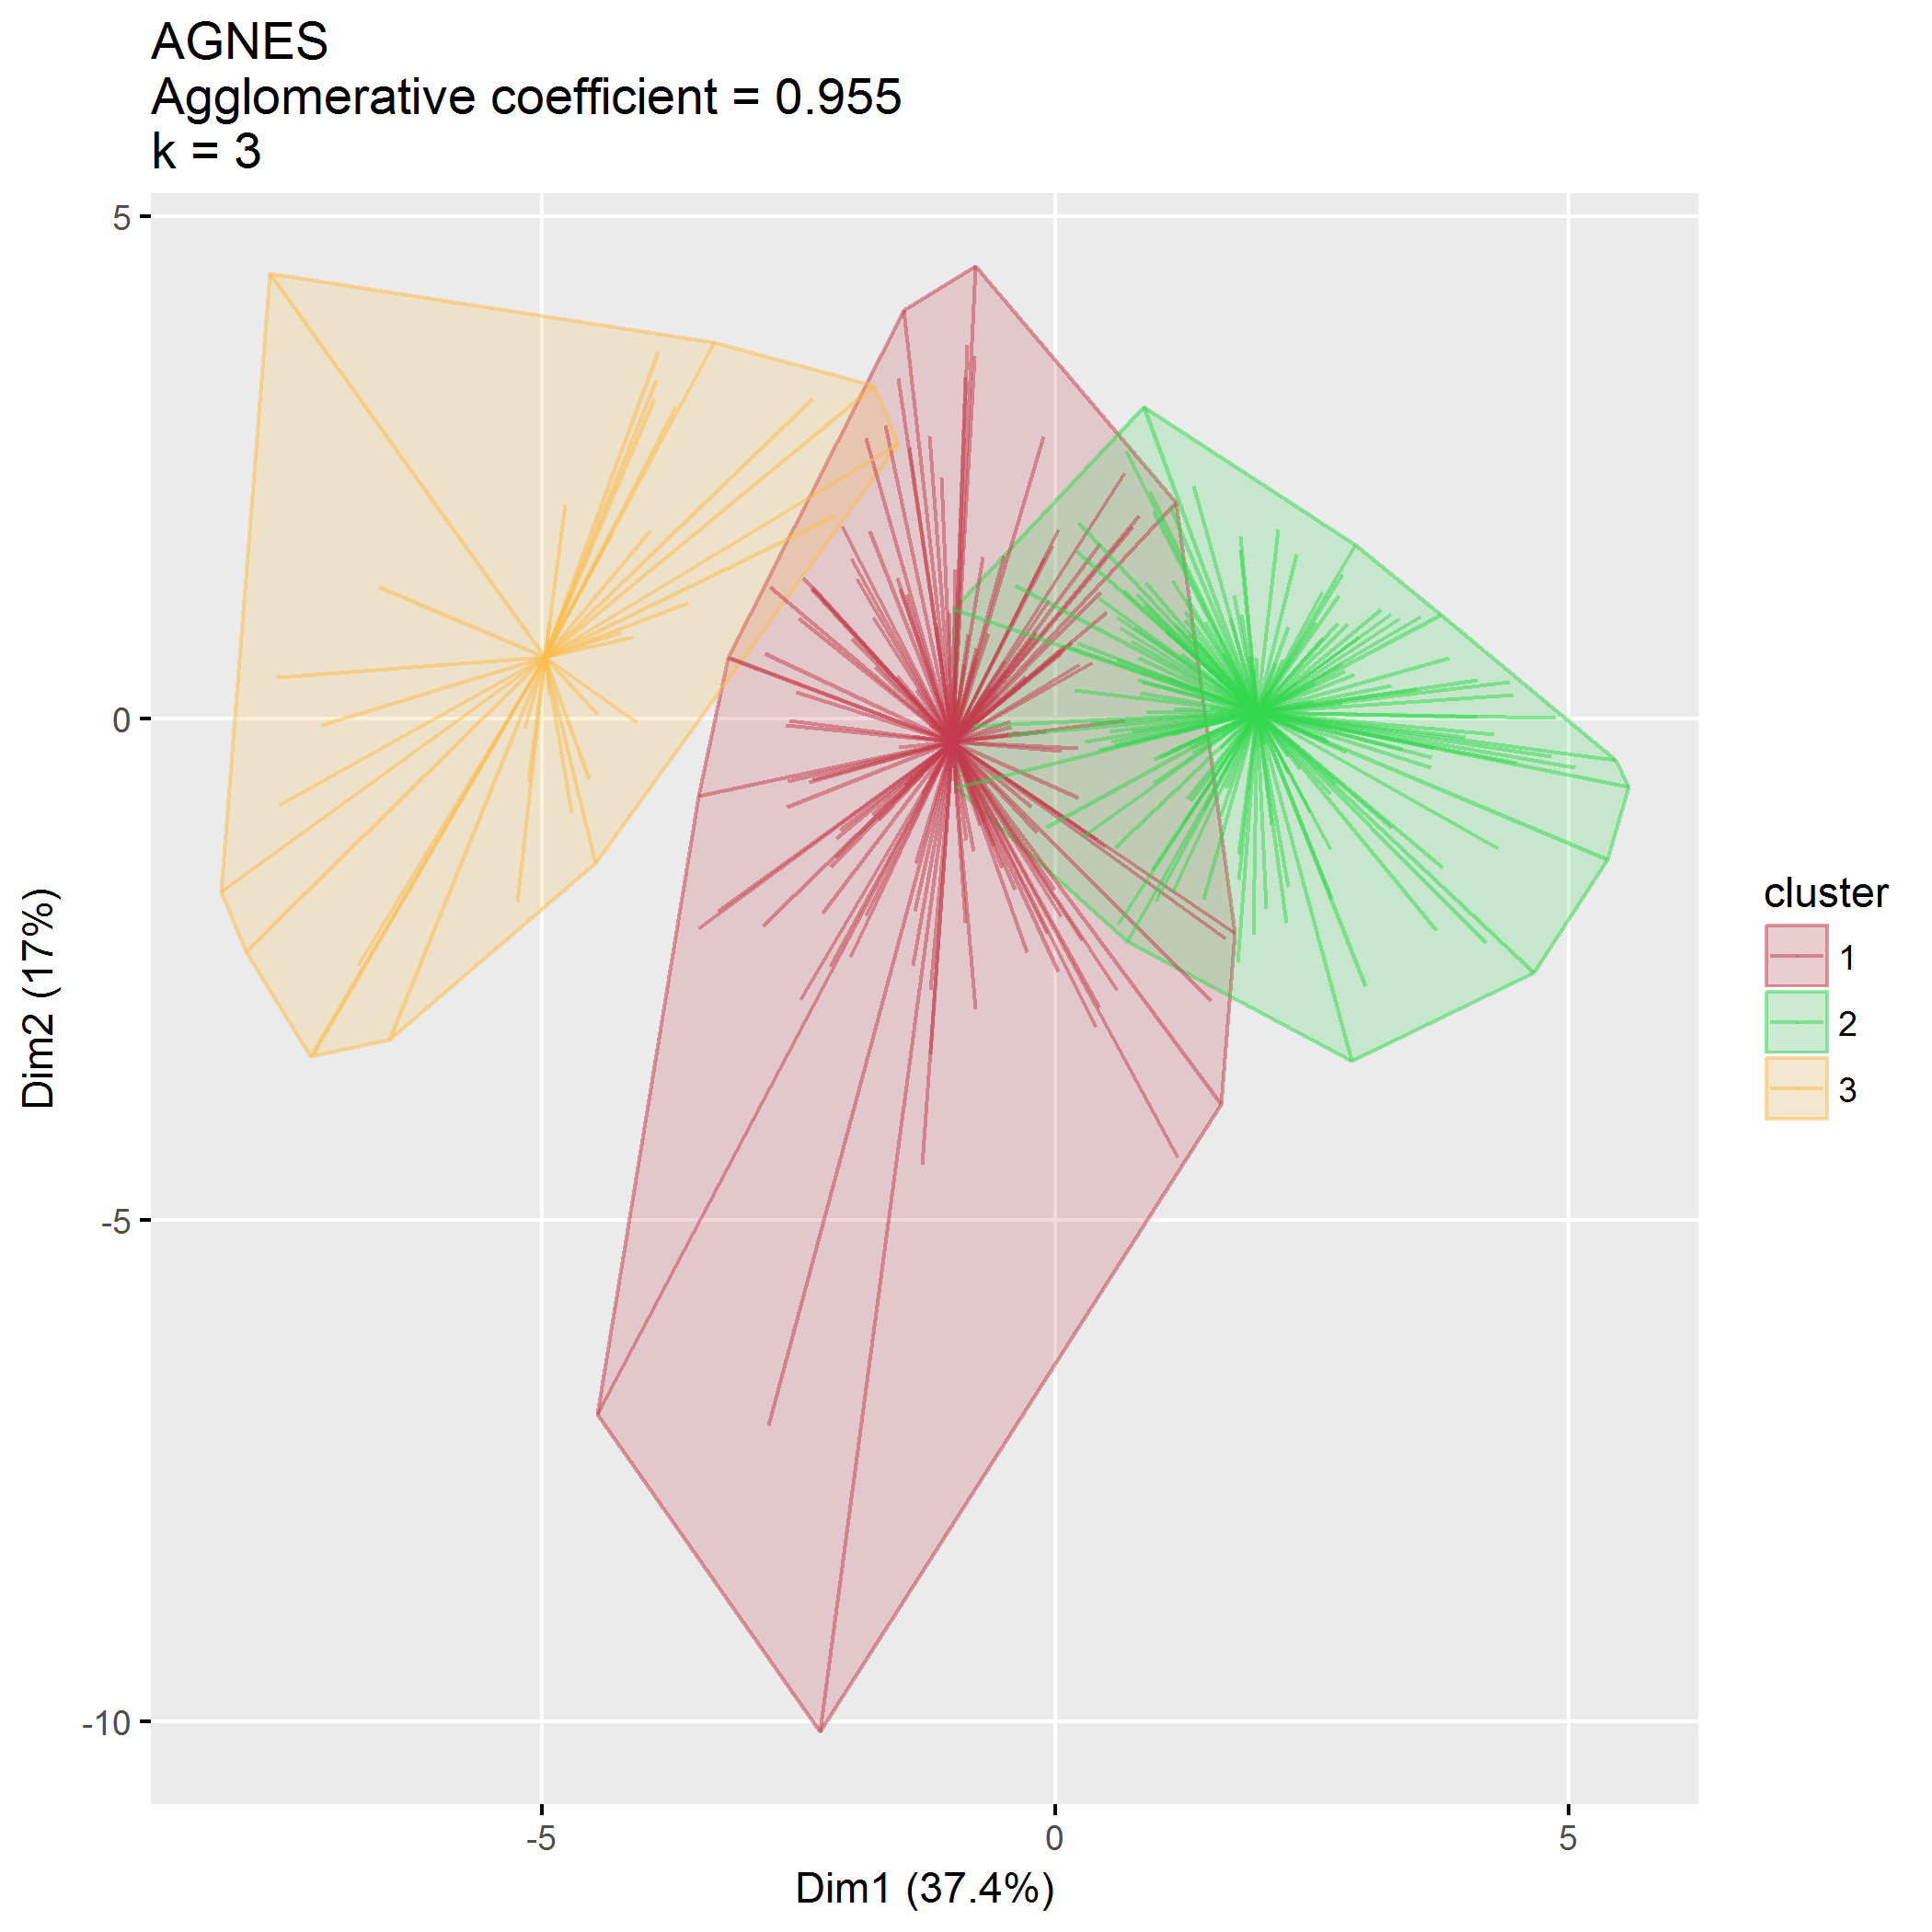 AGNES
Agglomerative coefficient = 0.955
k = 3
5
0
-5
-10
Dim2 (17%)
-5
0
5
Dim1 (37.4%)
cluster
1
2
3